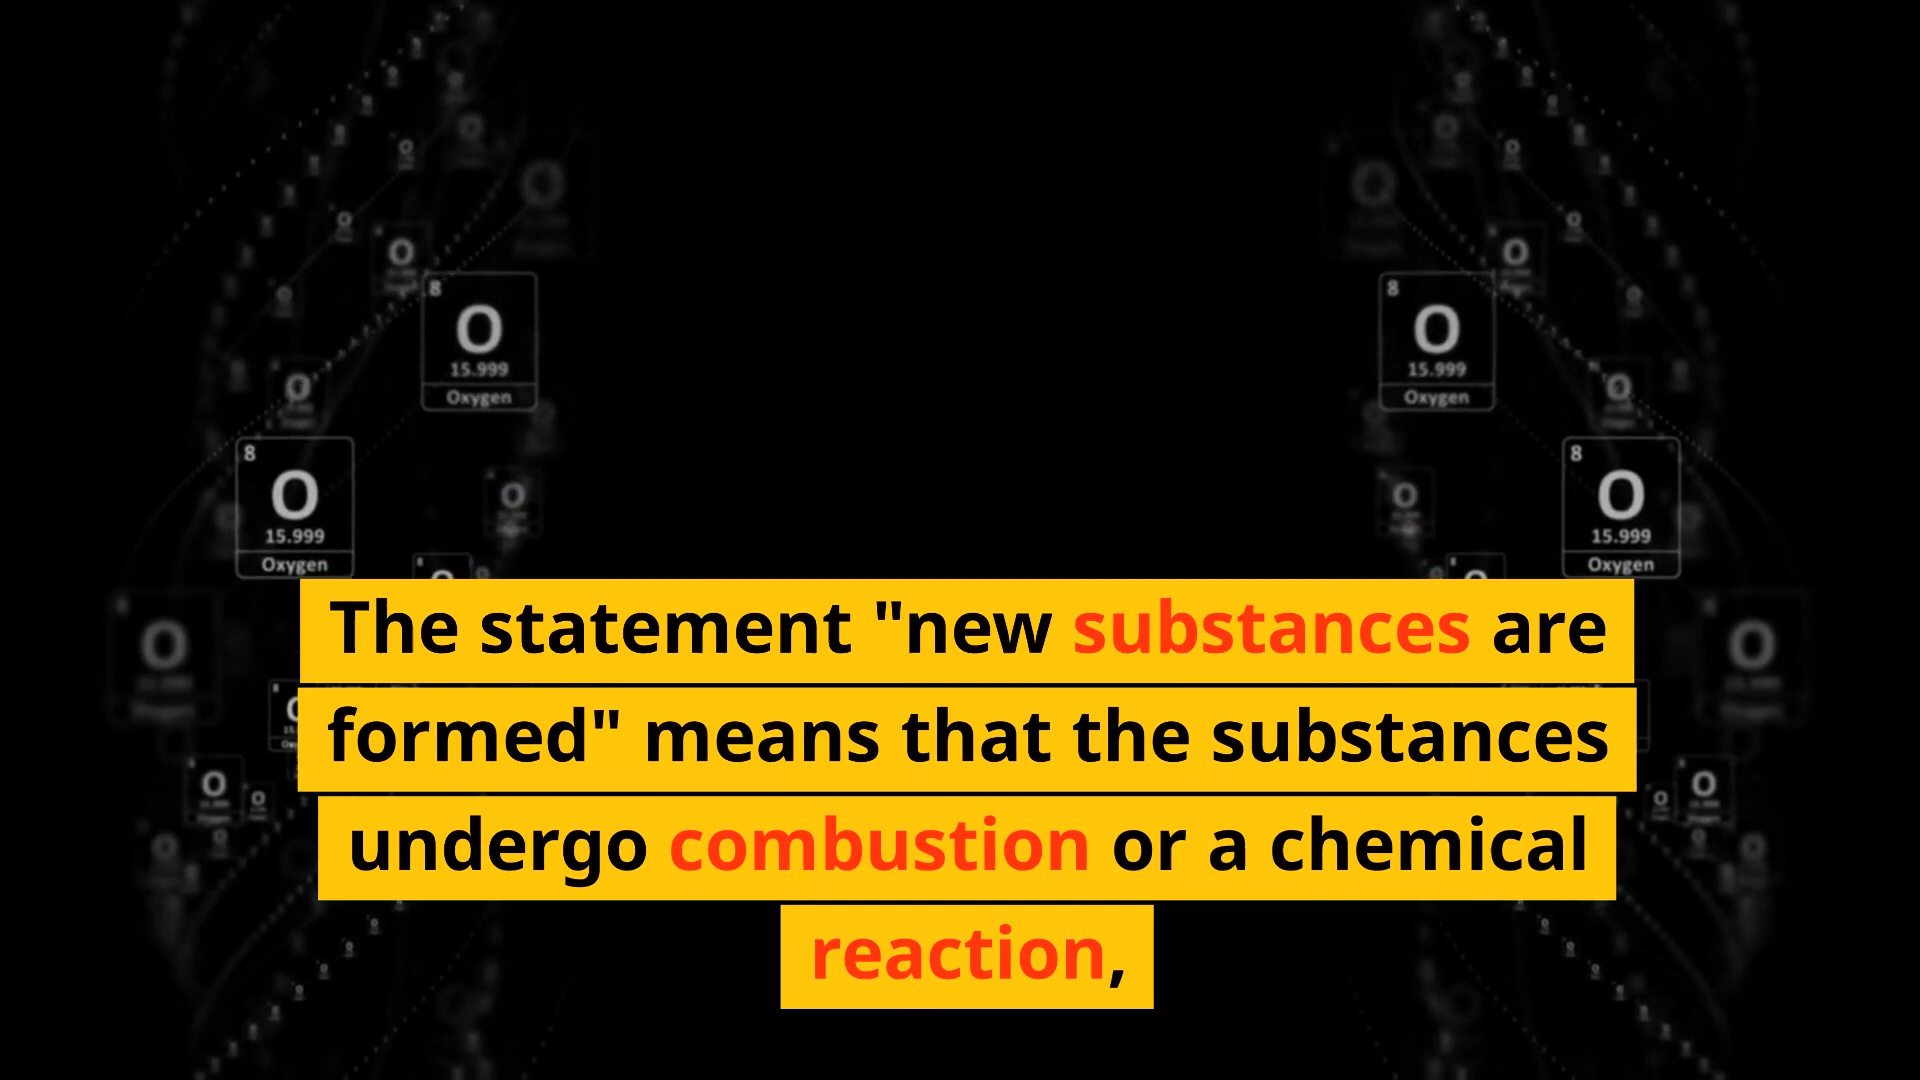 8
O
15.999
Oxygen
8
O
15.999
Oxygen
8
O
15.999
Oxygen
8
O
15.999
Oxygen
The statement "new substances are
formed" means that the substances
undergo combustion or a chemical
reaction,